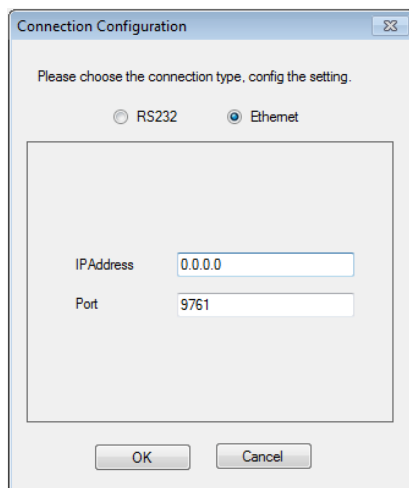 Connection Configuration
Please choose the connection type, config the setting.
RS232 Ethernet
IPAddress 0.0.0.0
Port 9761
OK Cancel